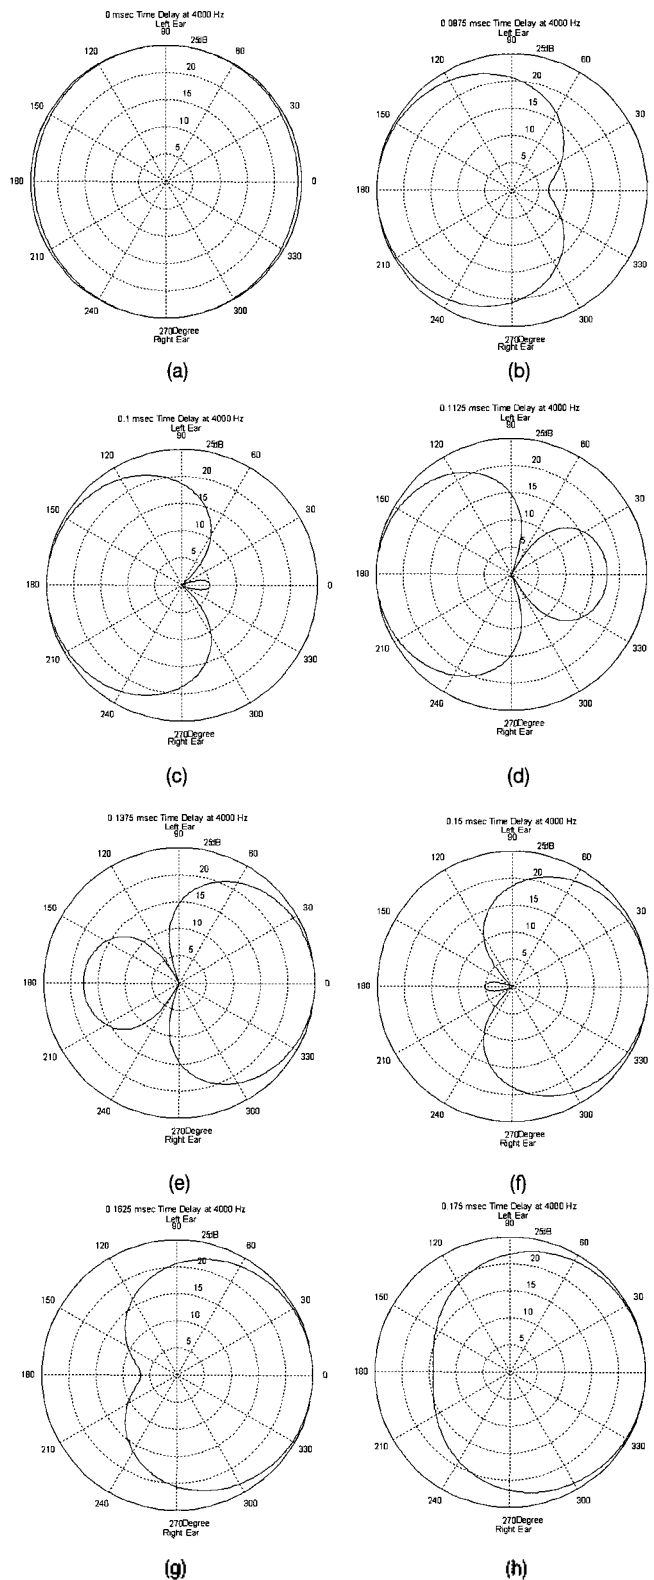 0 msec Time Delay at 4000 Hz
Left Ear
90
25dB
120 60
20
15
150 30
10
5
180 0
210 330
240 300
270Degree
Right Ear
(a)
0.0875 msec Time Delay at 4000 Hz
Left Ear
90
25dB
120 60
20
15
150 30
10
5
180 0
210 330
240 300
270Degree
Right Ear
(b)
0.1 msec Time Delay at 4000 Hz
Left Ear
90
25dB
120 60
20
15
150 30
10
5
180 0
210 330
240 300
270Degree
Right Ear
(c)
0.1125 msec Time Delay at 4000 Hz
Left Ear
90
25dB
120 60
20
15
150 30
10
5
180 0
210 330
240 300
270Degree
Right Ear
(d)
0.1375 msec Time Delay at 4000 Hz
Left Ear
90
25dB
120 60
20
15
150 30
10
5
180 0
210 330
240 300
270Degree
Right Ear
(e)
0.15 msec Time Delay at 4000 Hz
Left Ear
90
25dB
120 60
20
15
150 30
10
5
180 0
210 330
240 300
270Degree
Right Ear
(f)
0.1625 msec Time Delay at 4000 Hz
Left Ear
90
25dB
120 60
20
15
150 30
10
5
180 0
210 330
240 300
270Degree
Right Ear
(g)
0.175 msec Time Delay at 4000 Hz
Left Ear
90
25dB
120 60
20
15
150 30
10
5
180 0
210 330
240 300
270Degree
Right Ear
(h)